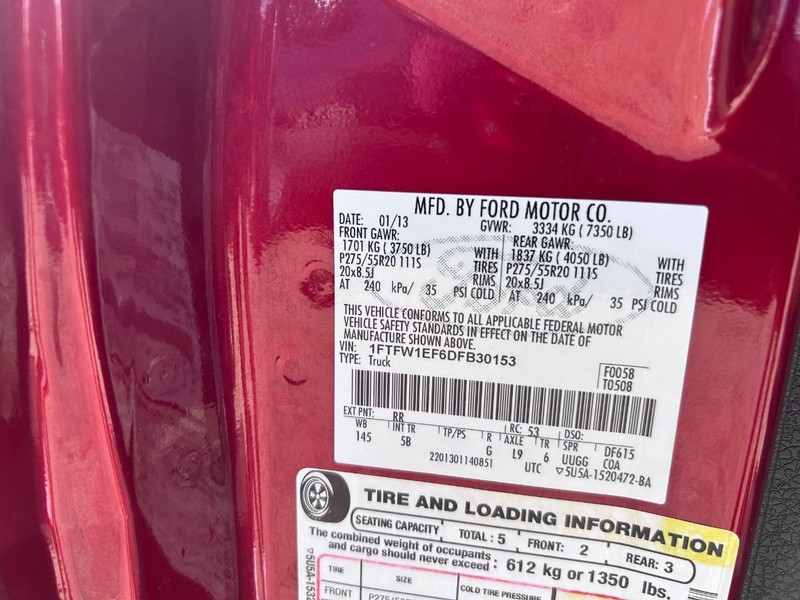 MFD. BY FORD MOTOR CO.
DATE: 01/13 GVWR: 3334 KG ( 7350 LB)
FRONT GAWR: REAR GAWR:
1701 KG ( 3750 LB) WITH 1837 KG ( 4050 LB) WITH
P275/55R20 111S TIRES P275/55R20 111S TIRES
20x8.5J RIMS 20x8.5J RIMS
AT 240 kPa/ 35 PSI COLD AT 240 kPa/ 35 PSI COLD
Ford
THIS VEHICLE CONFORMS TO ALL APPLICABLE FEDERAL MOTOR
VEHICLE SAFETY STANDARDS IN EFFECT ON THE DATE OF
MANUFACTURE SHOWN ABOVE.
VIN: 1FTFW1EF6DFB30153
TYPE: Truck
F0058
T0508
EXT PNT: RR RC: 53 DSO:
WB INT TR TP/PS R AXLE TR SPR DF615
145 5B G L9 6 UUGG COA
2201301140851 UTC ▽5U5A-1520472-BA
TIRE AND LOADING INFORMATION
SEATING CAPACITY TOTAL : 5 FRONT: 2 REAR: 3
The combined weight of occupants
and cargo should never exceed : 612 kg or 1350 lbs.
TIRE SIZE COLD TIRE PRESSURE
FRONT